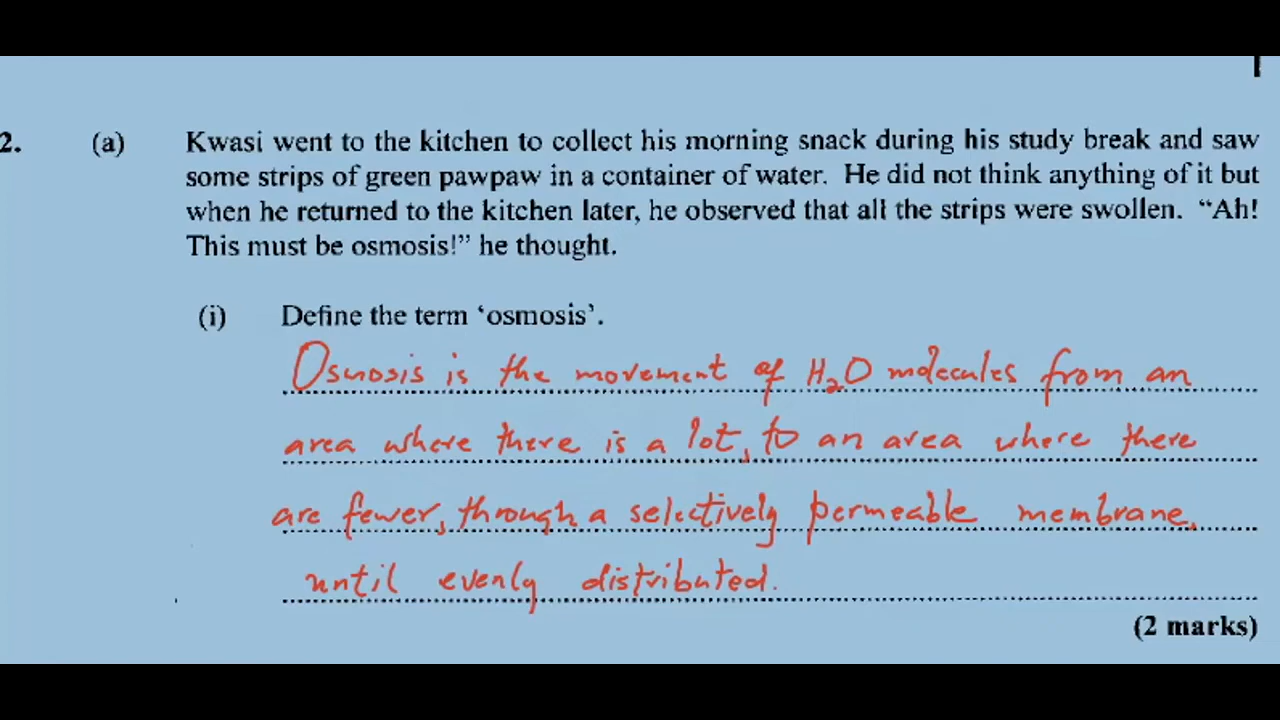 2. (a) Kwasi went to the kitchen to collect his morning snack during his study break and saw
some strips of green pawpaw in a container of water. He did not think anything of it but
when he returned to the kitchen later, he observed that all the strips were swollen. “Ah!
This must be osmosis!” he thought.
(i) Define the term ‘osmosis’.
Osmosis is the movement of H₂O molecules from an
area where there is a lot, to an area where there
are fewer, through a selectively permeable membrane,
until evenly distributed.
(2 marks)